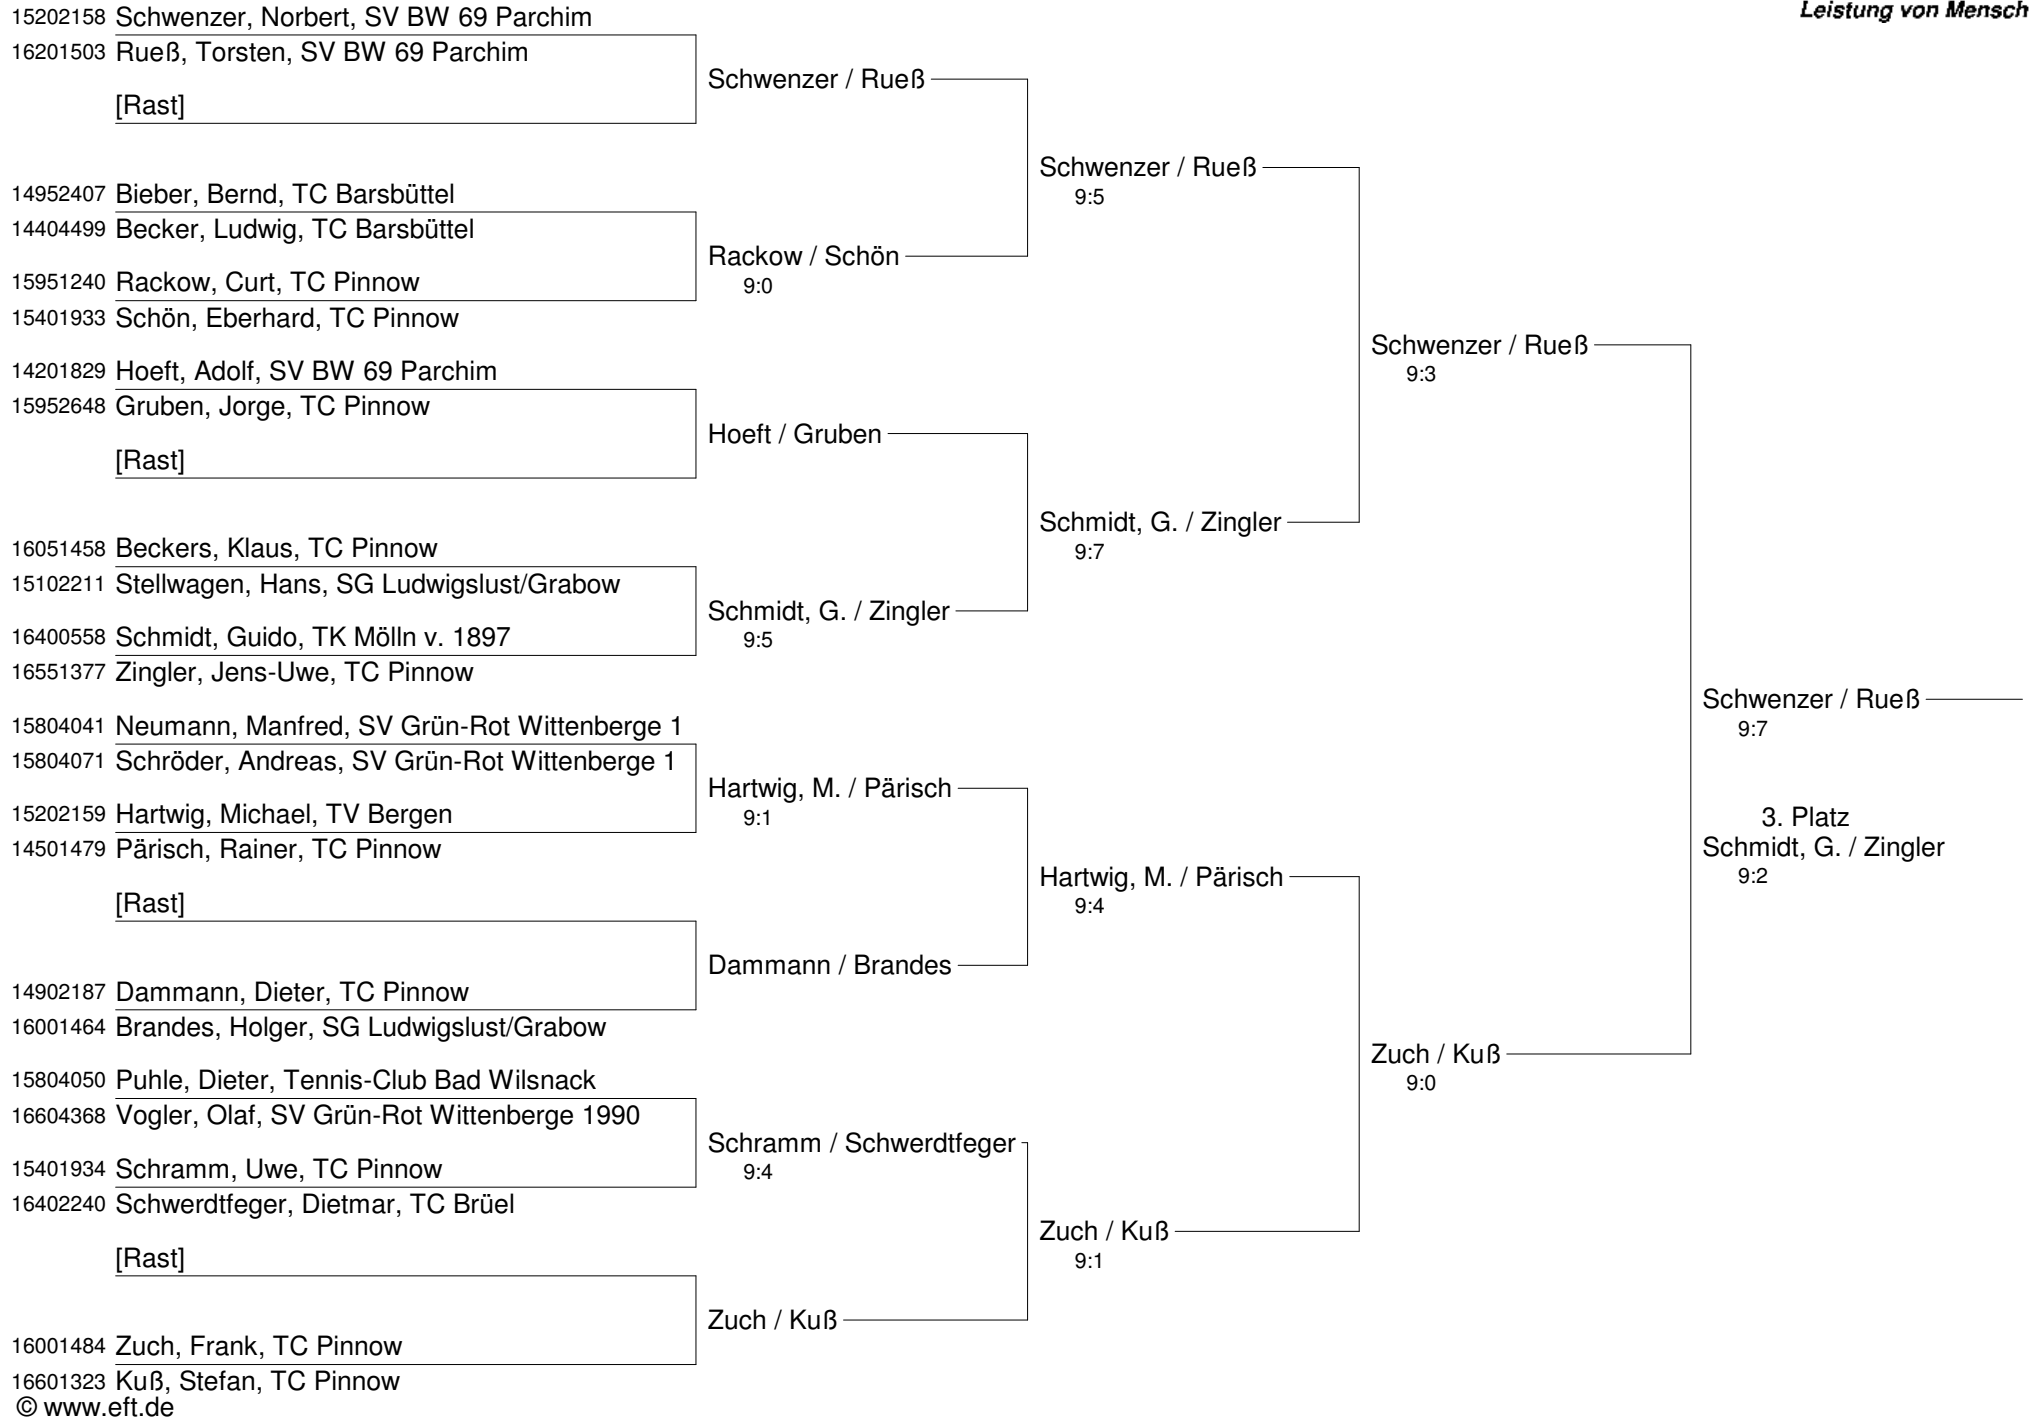 Leistung von Mensch
15202158 Schwenzer, Norbert, SV BW 69 Parchim
16201503 Rueß, Torsten, SV BW 69 Parchim
Schwenzer / Rueß
[Rast]
Schwenzer / Rueß
9:5
14952407 Bieber, Bernd, TC Barsbüttel
14404499 Becker, Ludwig, TC Barsbüttel
Rackow / Schön
9:0
15951240 Rackow, Curt, TC Pinnow
15401933 Schön, Eberhard, TC Pinnow
Schwenzer / Rueß
9:3
14201829 Hoeft, Adolf, SV BW 69 Parchim
15952648 Gruben, Jorge, TC Pinnow
Hoeft / Gruben
[Rast]
Schmidt, G. / Zingler
9:7
16051458 Beckers, Klaus, TC Pinnow
15102211 Stellwagen, Hans, SG Ludwigslust/Grabow
Schmidt, G. / Zingler
9:5
16400558 Schmidt, Guido, TK Mölln v. 1897
16551377 Zingler, Jens-Uwe, TC Pinnow
Schwenzer / Rueß
9:7
15804041 Neumann, Manfred, SV Grün-Rot Wittenberge 1
15804071 Schröder, Andreas, SV Grün-Rot Wittenberge 1
Hartwig, M. / Pärisch
9:1
15202159 Hartwig, Michael, TV Bergen
14501479 Pärisch, Rainer, TC Pinnow
3. Platz
Schmidt, G. / Zingler
9:2
Hartwig, M. / Pärisch
9:4
[Rast]
Dammann / Brandes
14902187 Dammann, Dieter, TC Pinnow
16001464 Brandes, Holger, SG Ludwigslust/Grabow
Zuch / Kuß
9:0
15804050 Puhle, Dieter, Tennis-Club Bad Wilsnack
16604368 Vogler, Olaf, SV Grün-Rot Wittenberge 1990
Schramm / Schwerdtfeger
9:4
15401934 Schramm, Uwe, TC Pinnow
16402240 Schwerdtfeger, Dietmar, TC Brüel
Zuch / Kuß
9:1
[Rast]
Zuch / Kuß
16001484 Zuch, Frank, TC Pinnow
16601323 Kuß, Stefan, TC Pinnow
© www.eft.de